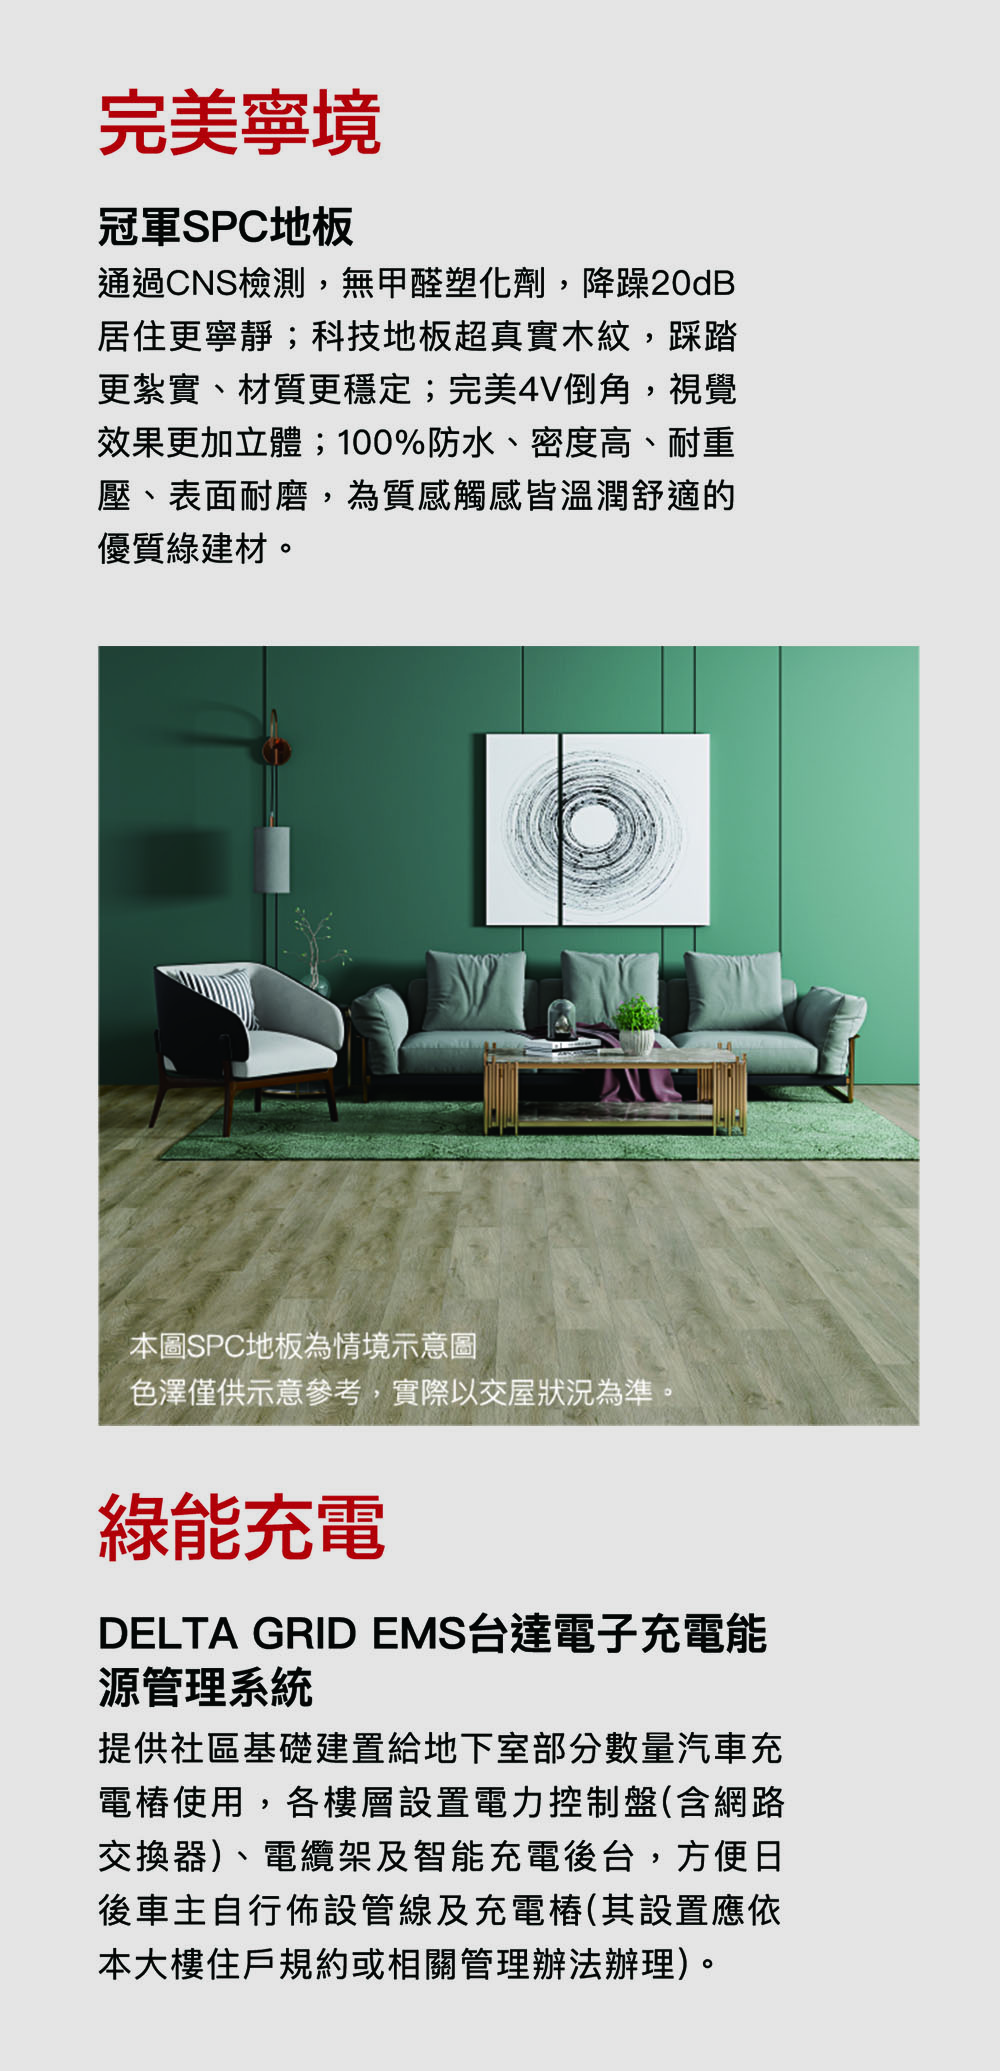 完美寧境
冠軍SPC地板
通過CNS檢測，無甲醛塑化劑，降躁20dB
居住更寧靜；科技地板超真實木紋，踩踏
更紮實、材質更穩定；完美4V倒角，視覺
效果更加立體；100%防水、密度高、耐重
壓、表面耐磨，為質感觸感皆溫潤舒適的
優質綠建材。
本圖SPC地板為情境示意圖
色澤僅供示意參考，實際以交屋狀況為準。
綠能充電
DELTA GRID EMS台達電子充電能
源管理系統
提供社區基礎建置給地下室部分數量汽車充
電樁使用，各樓層設置電力控制盤(含網路
交換器)、電纜架及智能充電後台，方便日
後車主自行佈設管線及充電樁(其設置應依
本大樓住戶規約或相關管理辦法辦理)。